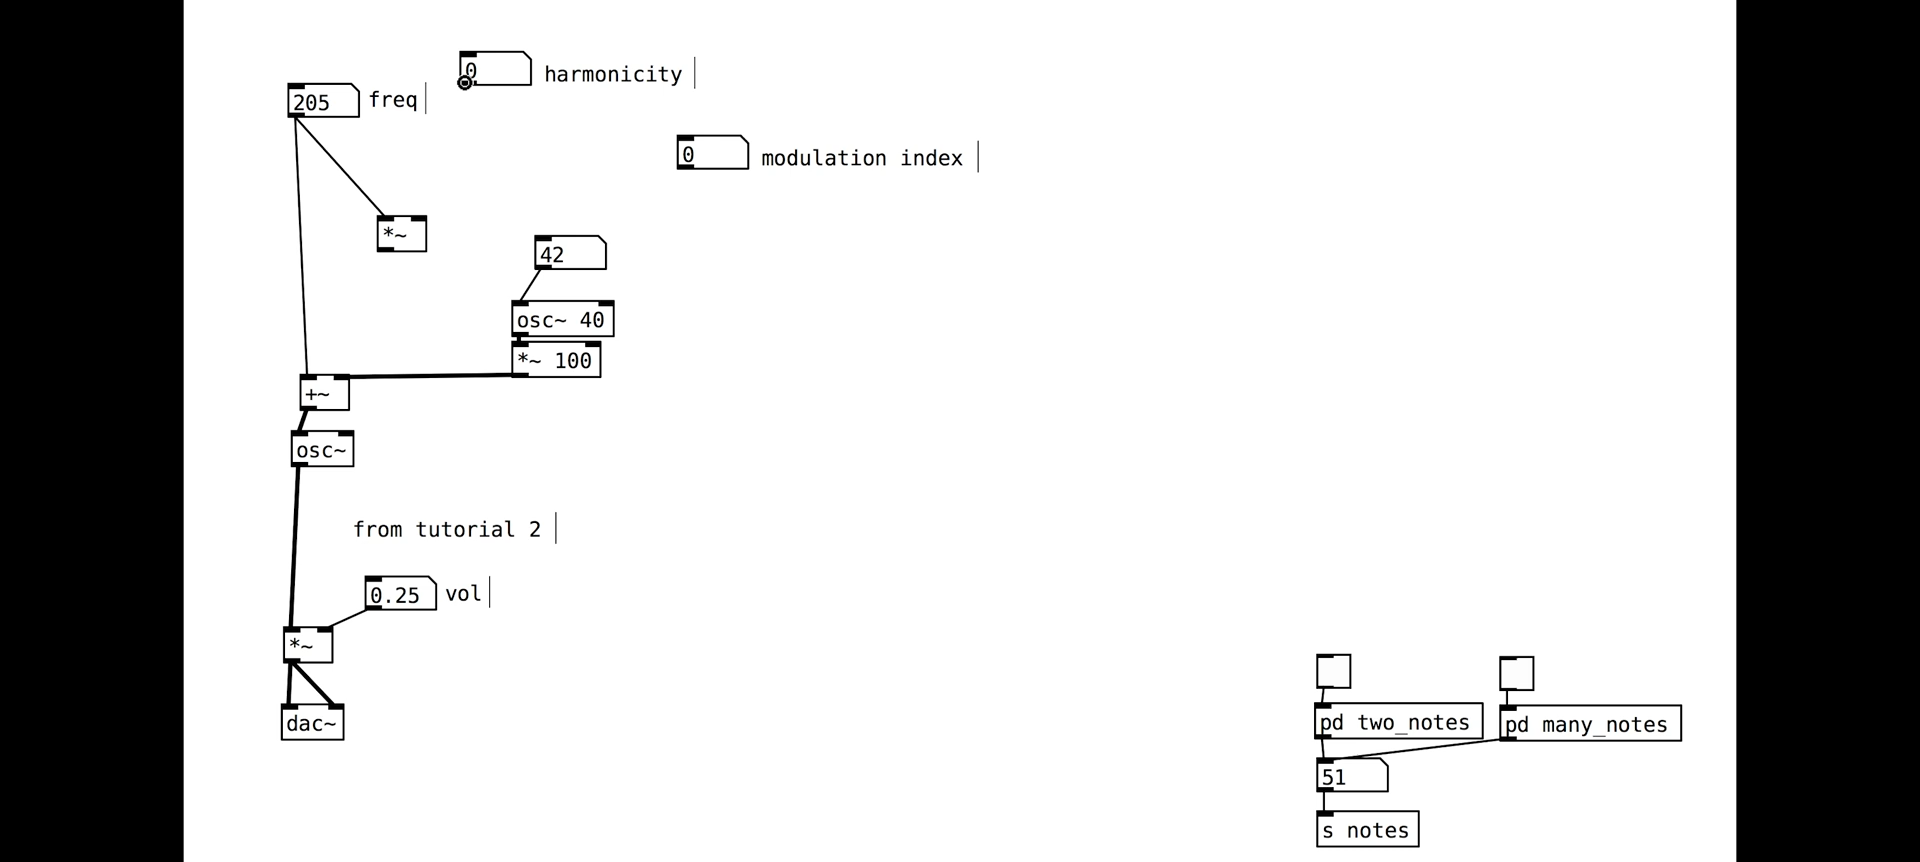 0 harmonicity
205 freq
0 modulation index
*~
42
osc~ 40
*~ 100
+~
osc~
from tutorial 2
0.25 vol
*~
dac~
pd two_notes
pd many_notes
51
s notes